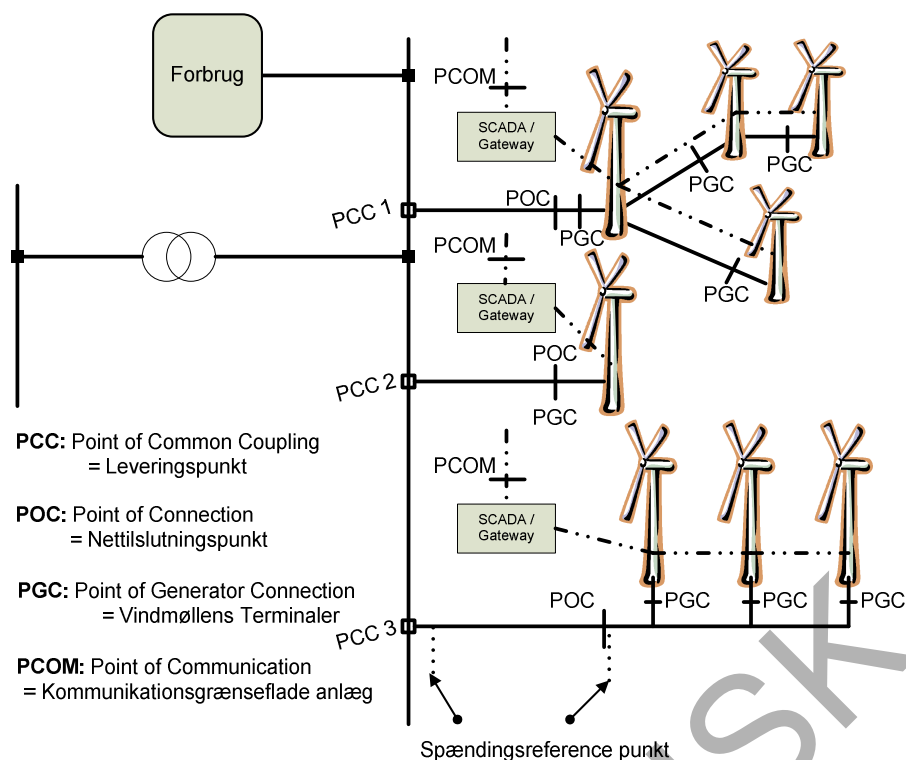 Forbrug
PCOM
SCADA /
Gateway
PGC
PGC
POC
PGC
PGC
PCC 1
PCOM
SCADA /
Gateway
POC
PGC
PCC 2
PCC: Point of Common Coupling
= Leveringspunkt
POC: Point of Connection
= Nettilslutningspunkt
PGC: Point of Generator Connection
= Vindmøllens Terminaler
PCOM: Point of Communication
= Kommunikationsgrænseflade anlæg
PCOM
SCADA /
Gateway
POC
PGC
PGC
PGC
PCC 3
Spændingsreference punkt
SK